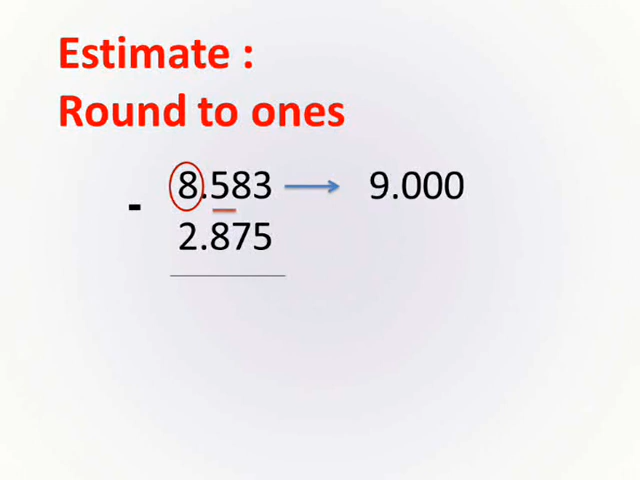 Estimate :
Round to ones
8.583 9.000
- 
2.875